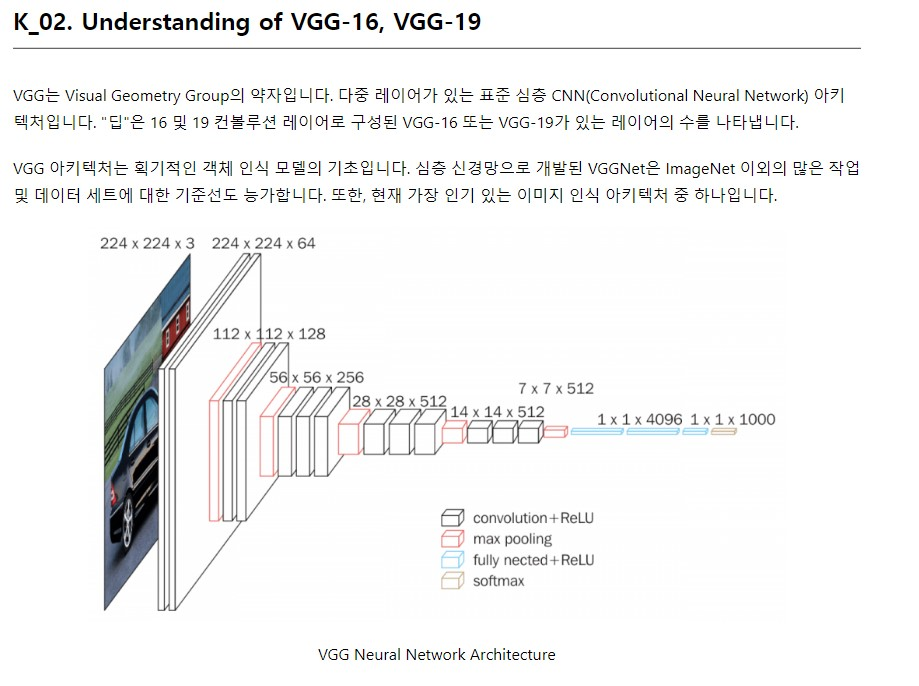 K_02. Understanding of VGG-16, VGG-19
VGG는 Visual Geometry Group의 약자입니다. 다중 레이어가 있는 표준 심층 CNN(Convolutional Neural Network) 아키
텍처입니다. "딥"은 16 및 19 컨볼루션 레이어로 구성된 VGG-16 또는 VGG-19가 있는 레이어의 수를 나타냅니다.
VGG 아키텍처는 획기적인 객체 인식 모델의 기초입니다. 심층 신경망으로 개발된 VGGNet은 ImageNet 이외의 많은 작업
및 데이터 세트에 대한 기준선도 능가합니다. 또한, 현재 가장 인기 있는 이미지 인식 아키텍처 중 하나입니다.
224 x 224 x 3 224 x 224 x 64
112 x 112 x 128
56 x 56 x 256
28 x 28 x 512
14 x 14 x 512
7 x 7 x 512
1 x 1 x 4096 1 x 1 x 1000
convolution+ReLU
max pooling
fully nected+ReLU
softmax
VGG Neural Network Architecture